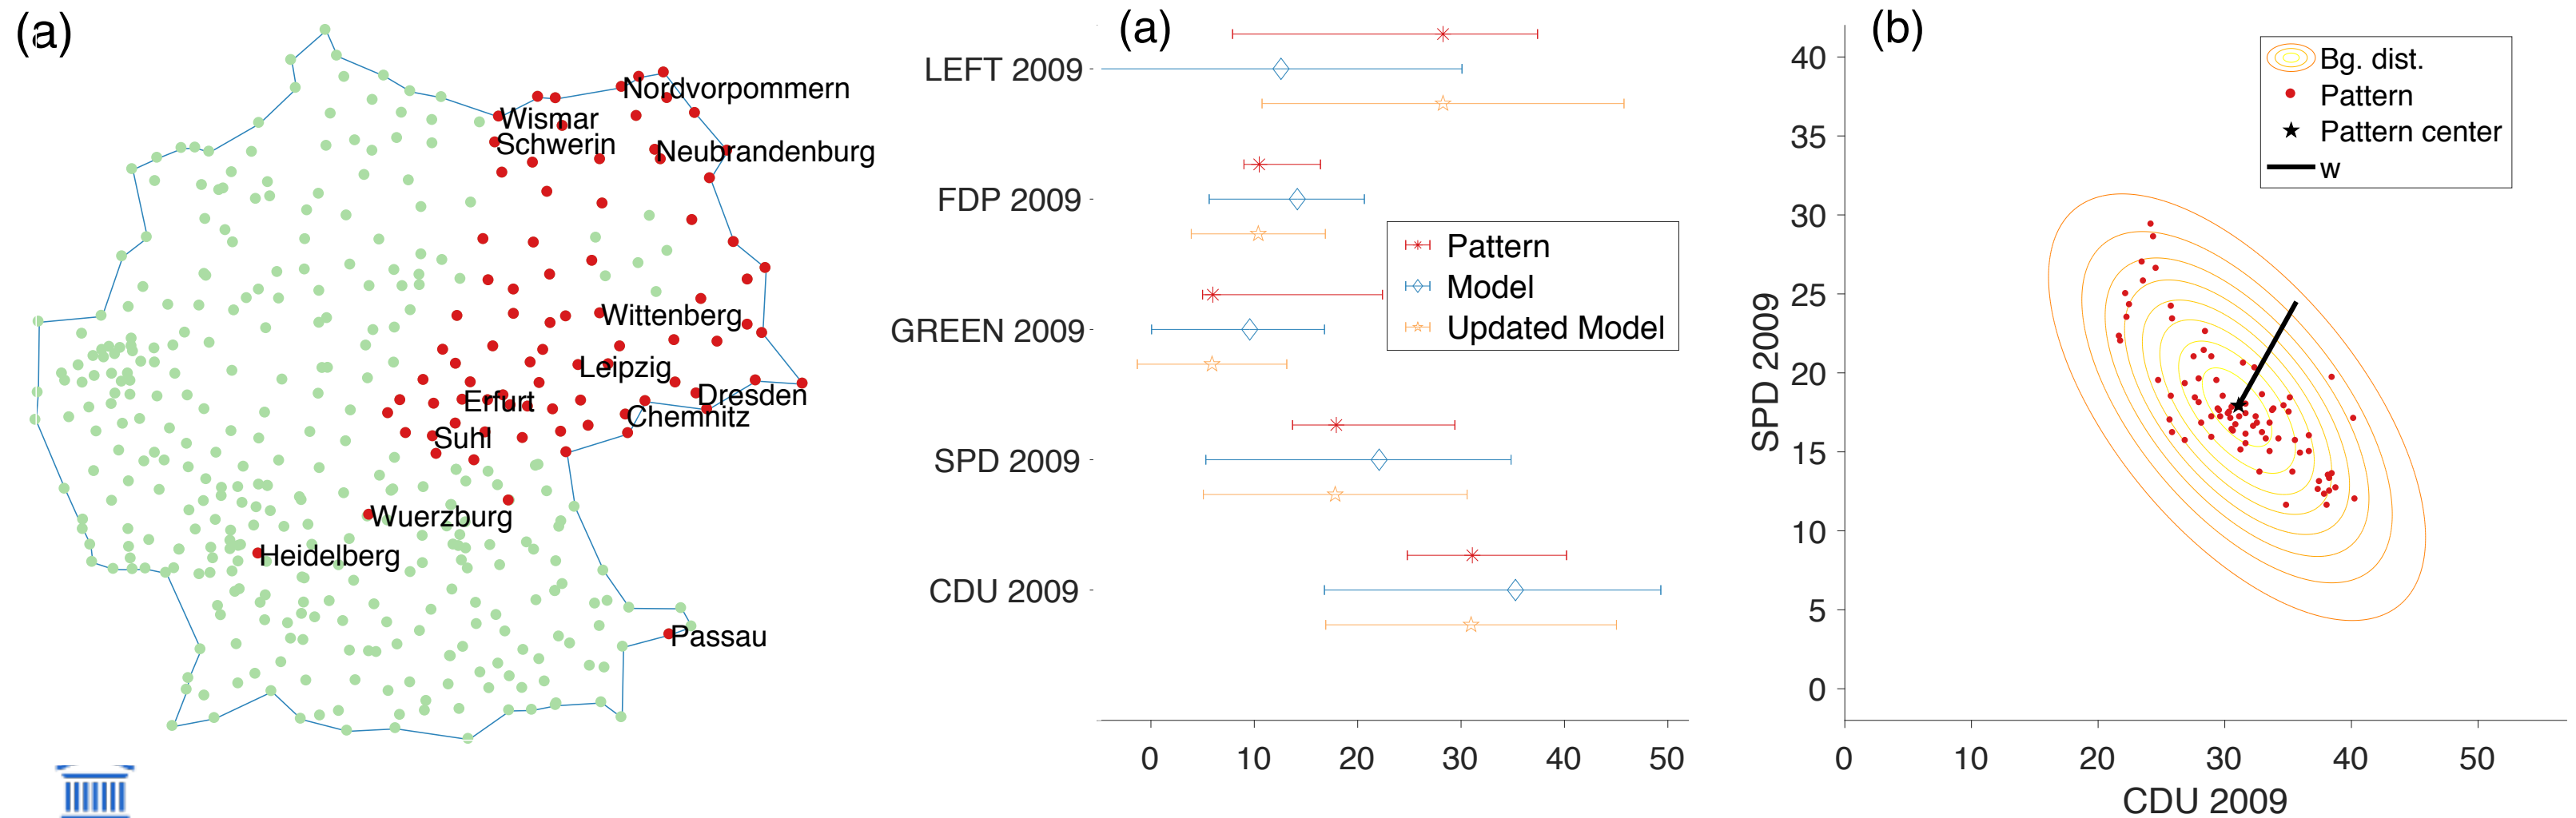 (a)
Nordvorpommern
Wismar
Schwerin
Neubrandenburg
Wittenberg
Leipzig
Dresden
Erfurt
Chemnitz
Suhl
Wuerzburg
Heidelberg
Passau
(a)
LEFT 2009
FDP 2009
GREEN 2009
SPD 2009
CDU 2009
Pattern
Model
Updated Model
0 10 20 30 40 50
(b)
Bg. dist.
Pattern
Pattern center
w
SPD 2009
40
35
30
25
20
15
10
5
0
0 10 20 30 40 50
CDU 2009